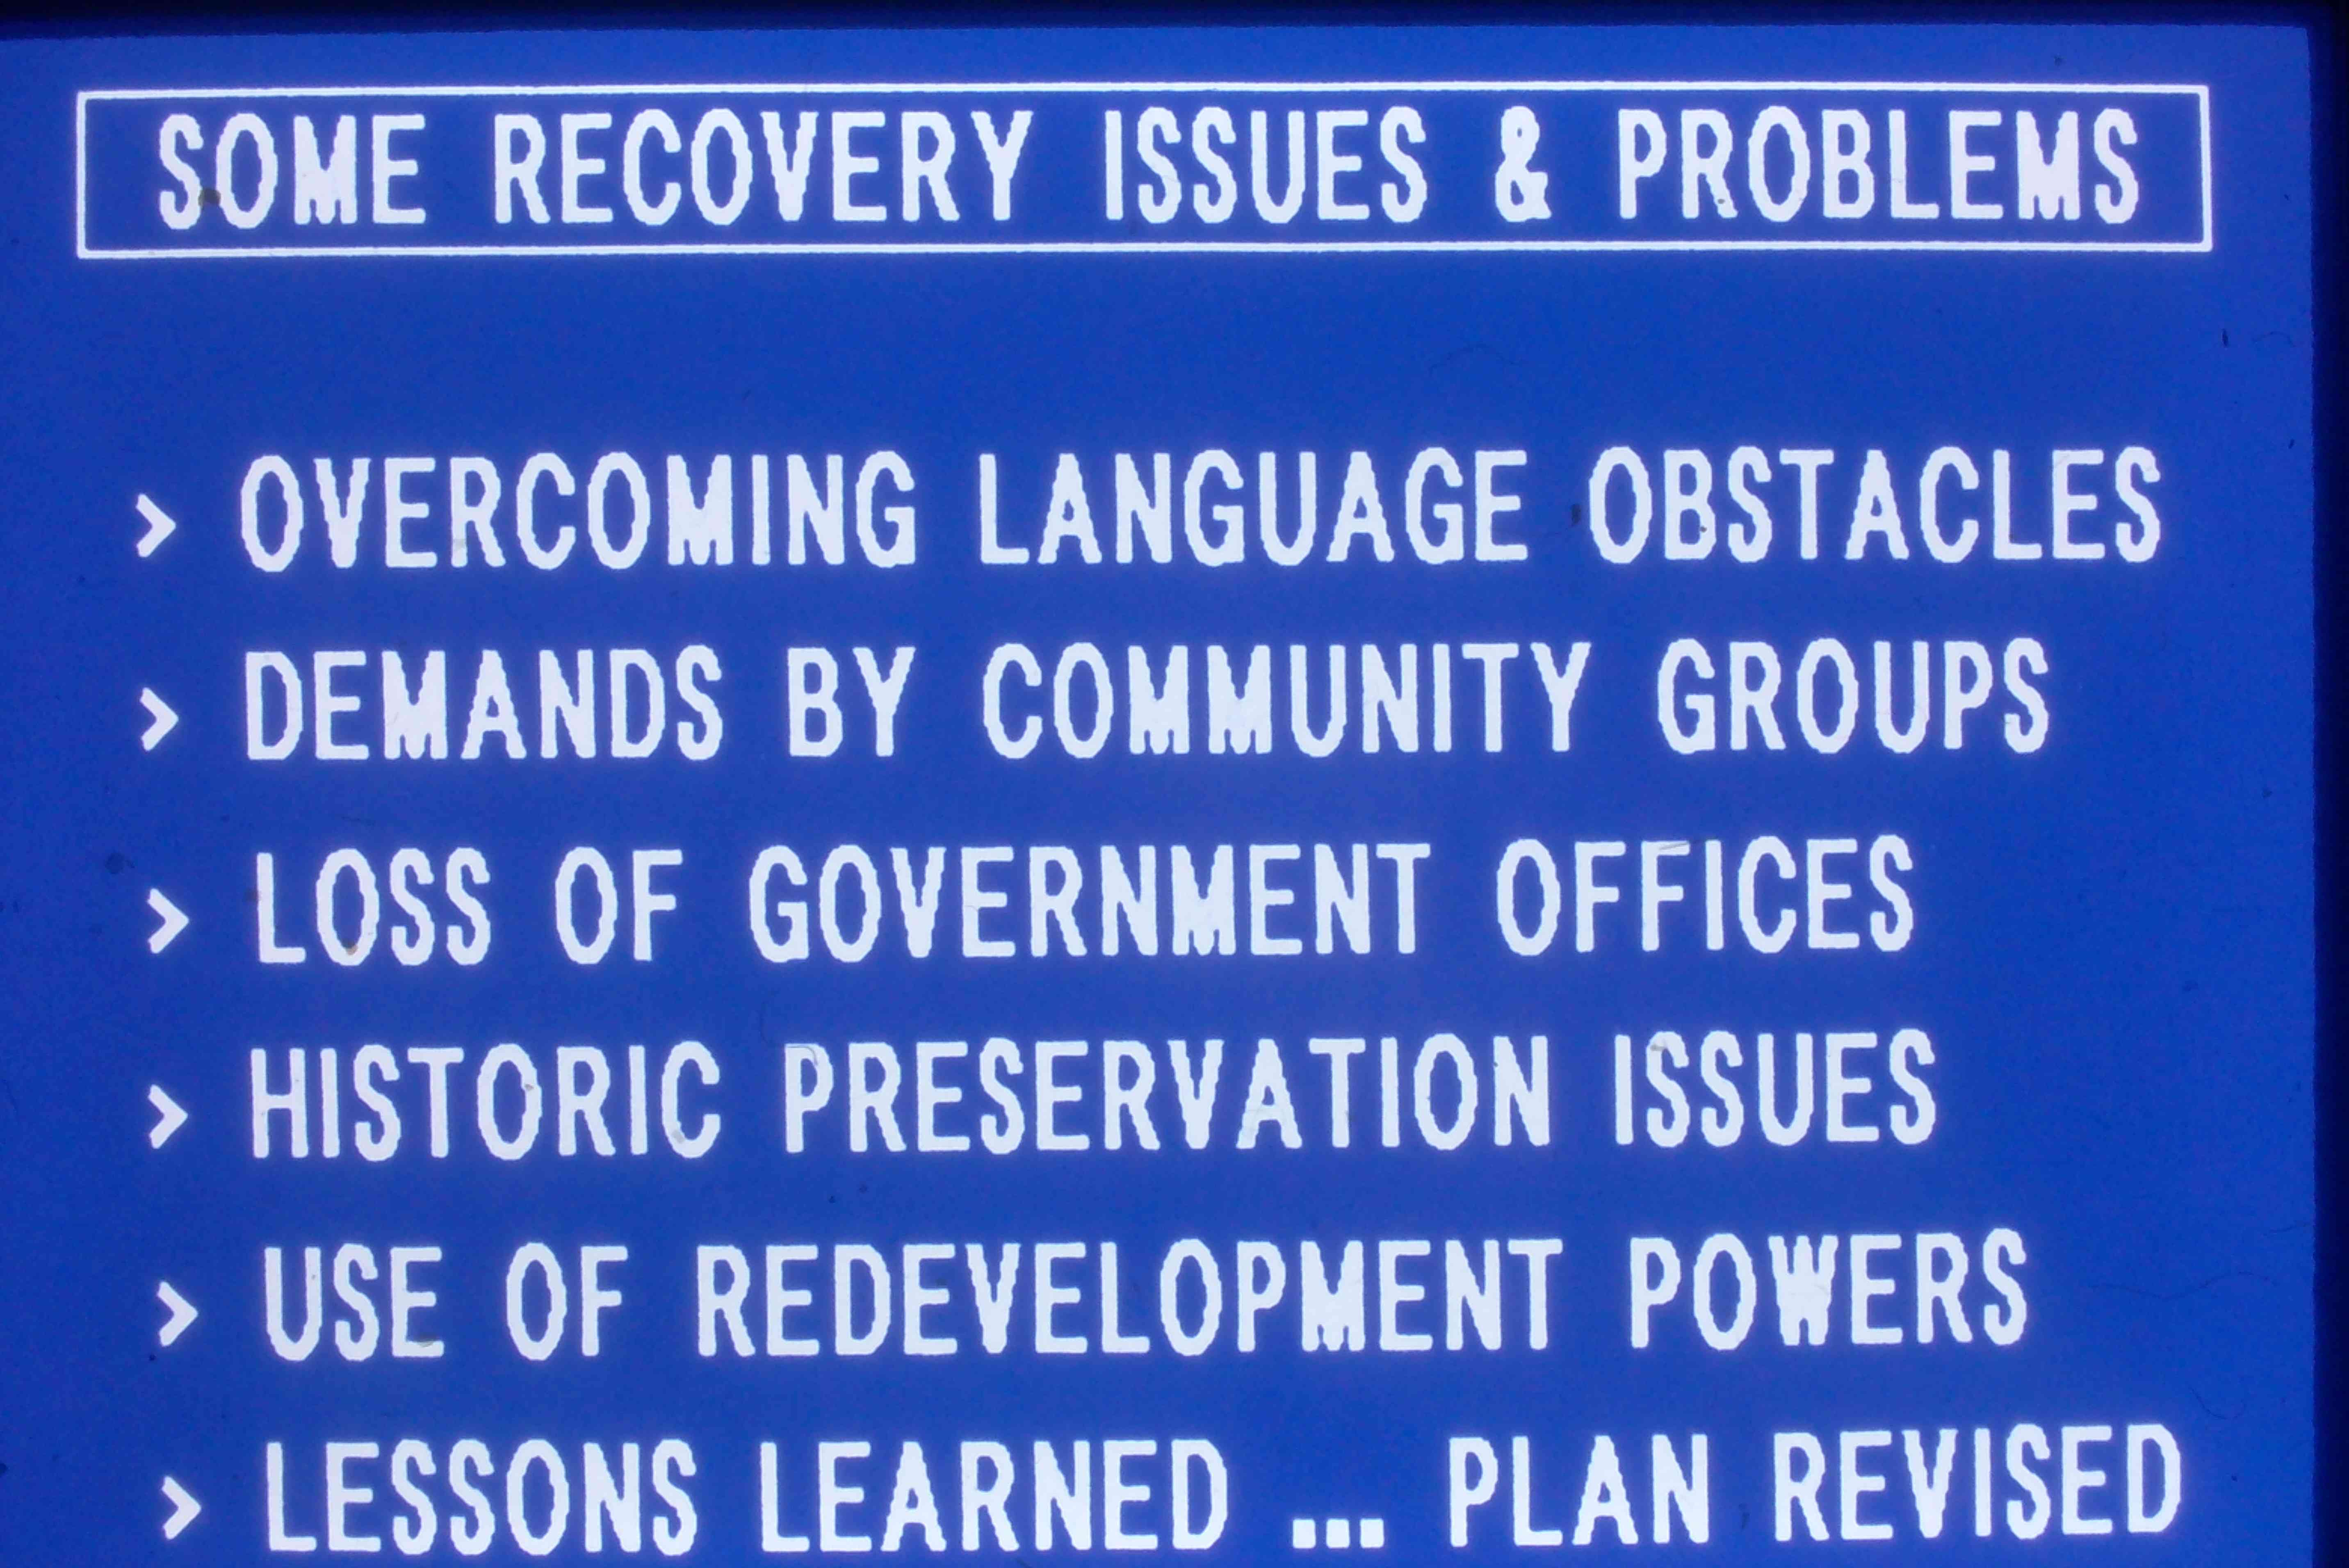 SOME RECOVERY ISSUES & PROBLEMS
> OVERCOMING LANGUAGE OBSTACLES
> DEMANDS BY COMMUNITY GROUPS
> LOSS OF GOVERNMENT OFFICES
> HISTORIC PRESERVATION ISSUES
> USE OF REDEVELOPMENT POWERS
> LESSONS LEARNED ... PLAN REVISED